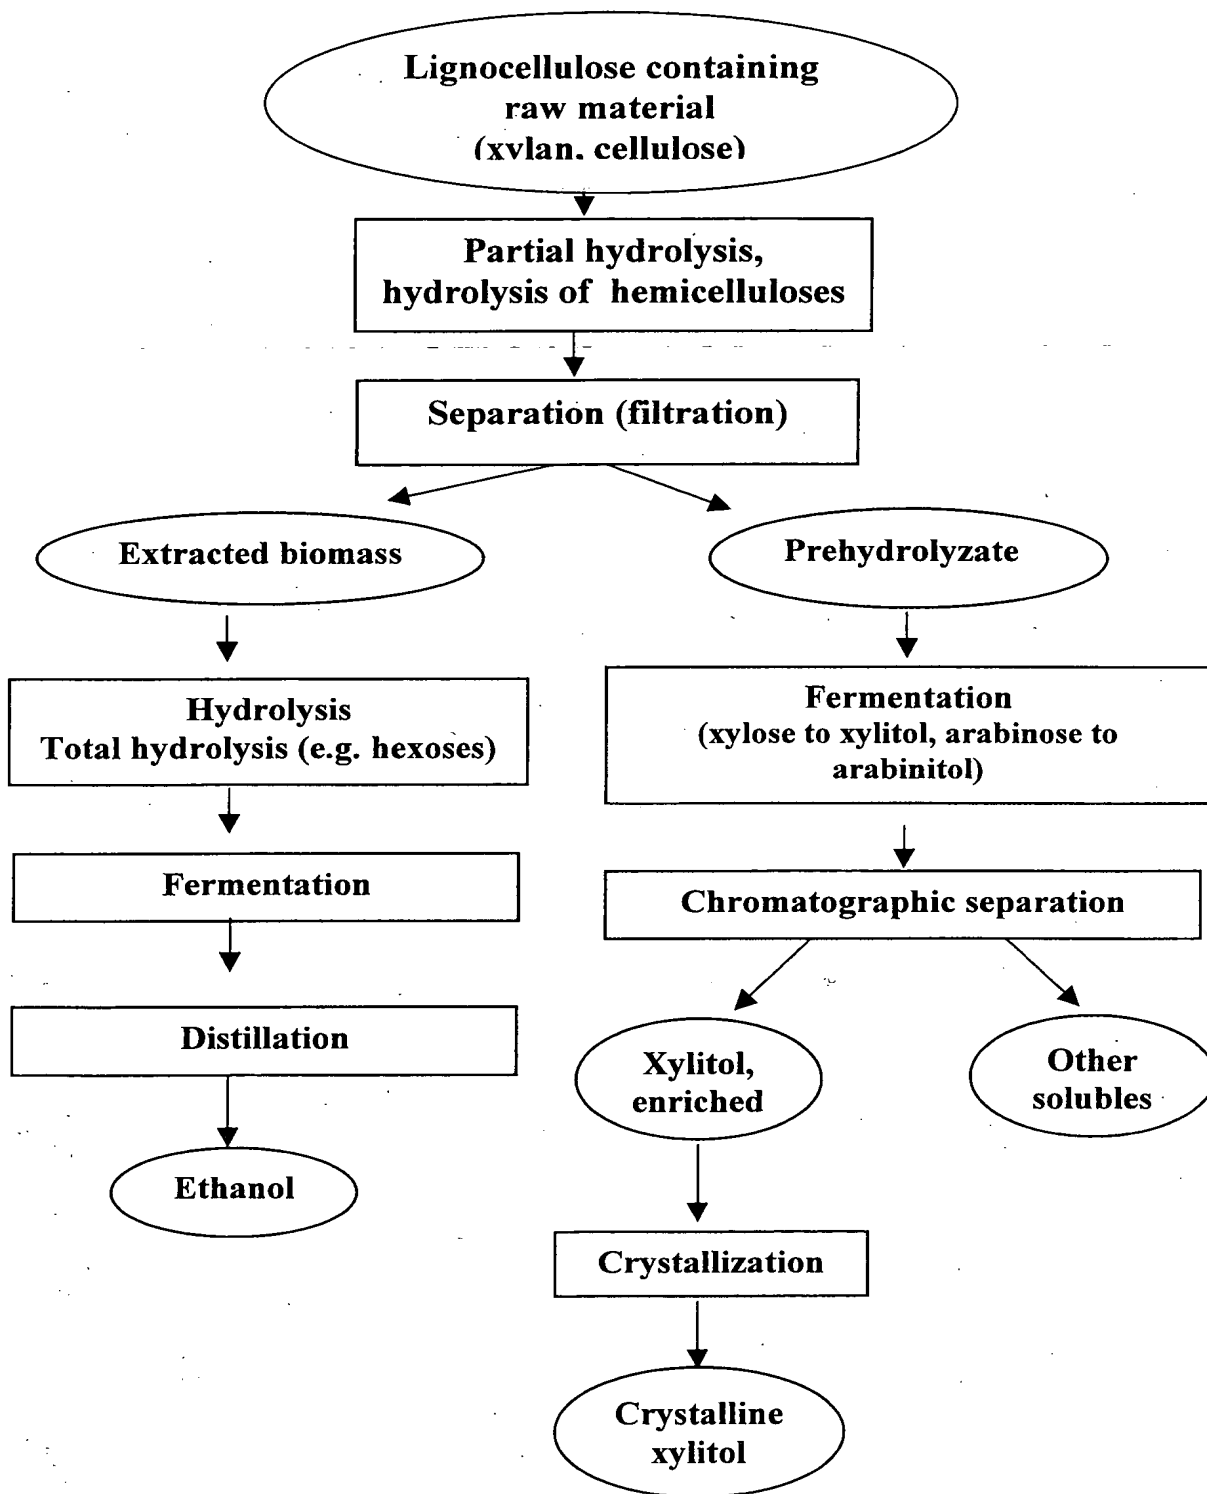 Lignocellulose containing
raw material
(xylan, cellulose)
Partial hydrolysis,
hydrolysis of hemicelluloses
Separation (filtration)
Extracted biomass
Prehydrolyzate
Hydrolysis
Total hydrolysis (e.g. hexoses)
Fermentation
(xylose to xylitol, arabinose to
arabinitol)
Fermentation
Chromatographic separation
Distillation
Xylitol,
enriched
Other
solubles
Ethanol
Crystallization
Crystalline
xylitol